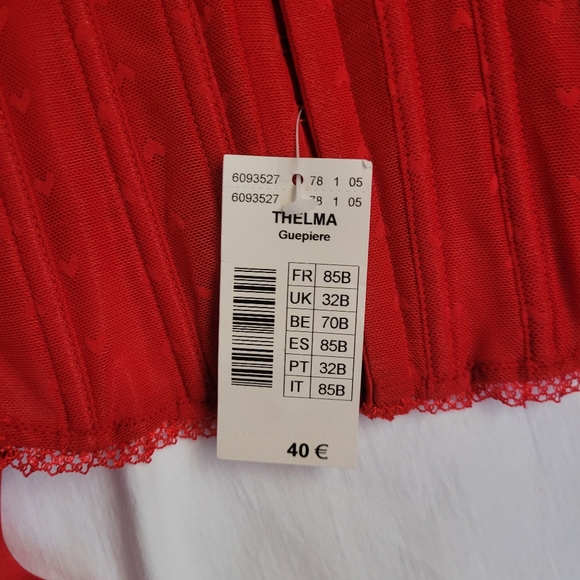 6093527 78 1 05
6093527 78 1 05
THELMA
Guepiere
FR 85B
UK 32B
BE 70B
ES 85B
PT 32B
IT 85B
40 €